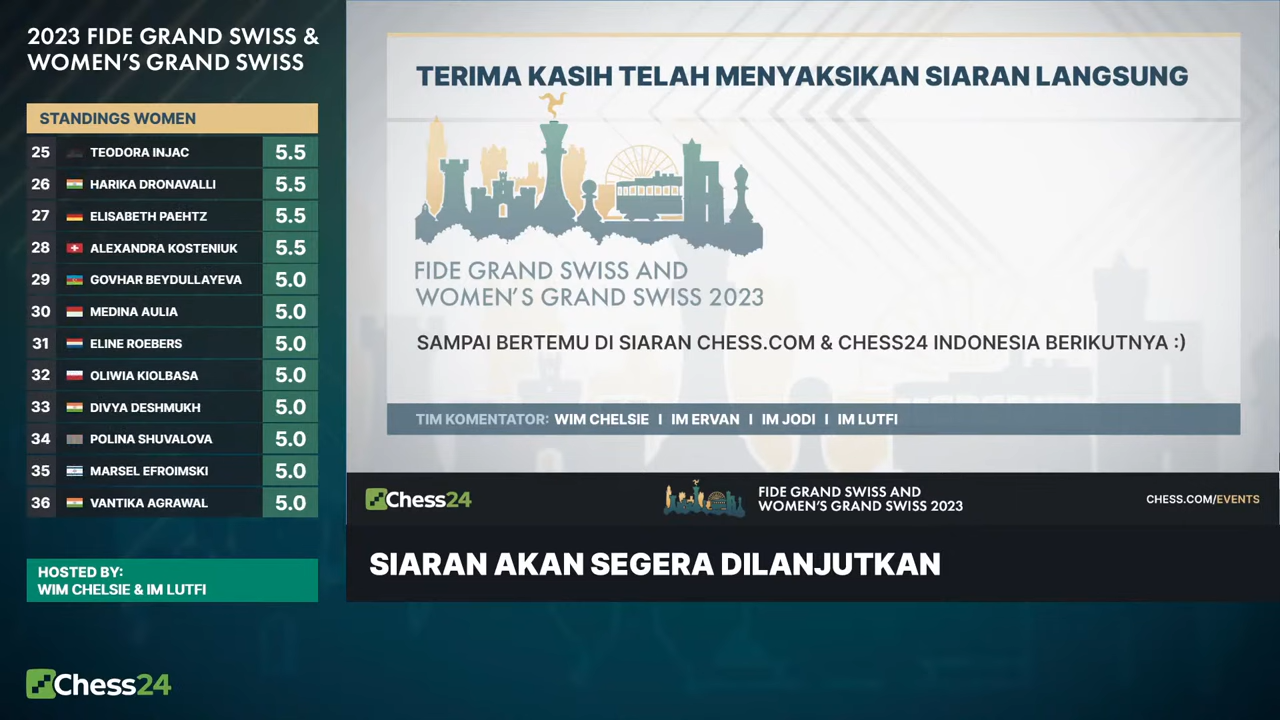 2023 FIDE GRAND SWISS &
WOMEN'S GRAND SWISS
STANDINGS WOMEN
25 TEODORA INJAC 5.5
26 HARIKA DRONAVALLI 5.5
27 ELISABETH PAEHTZ 5.5
28 ALEXANDRA KOSTENIUK 5.5
29 GOVHAR BEYDULLAYEVA 5.0
30 MEDINA AULIA 5.0
31 ELINE ROEBERS 5.0
32 OLIWIA KIOLBASA 5.0
33 DIVYA DESHMUKH 5.0
34 POLINA SHUVALOVA 5.0
35 MARSEL EFROIMSKI 5.0
36 VANTIKA AGRAWAL 5.0
HOSTED BY:
WIM CHELSIE & IM LUTFI
Chess24
TERIMA KASIH TELAH MENYAKSIKAN SIARAN LANGSUNG
FIDE GRAND SWISS AND
WOMEN'S GRAND SWISS 2023
SAMPAI BERTEMU DI SIARAN CHESS.COM & CHESS24 INDONESIA BERIKUTNYA :)
TIM KOMENTATOR: WIM CHELSIE I IM ERVAN I IM JODI I IM LUTFI
Chess24
FIDE GRAND SWISS AND
WOMEN'S GRAND SWISS 2023
CHESS.COM/EVENTS
SIARAN AKAN SEGERA DILANJUTKAN